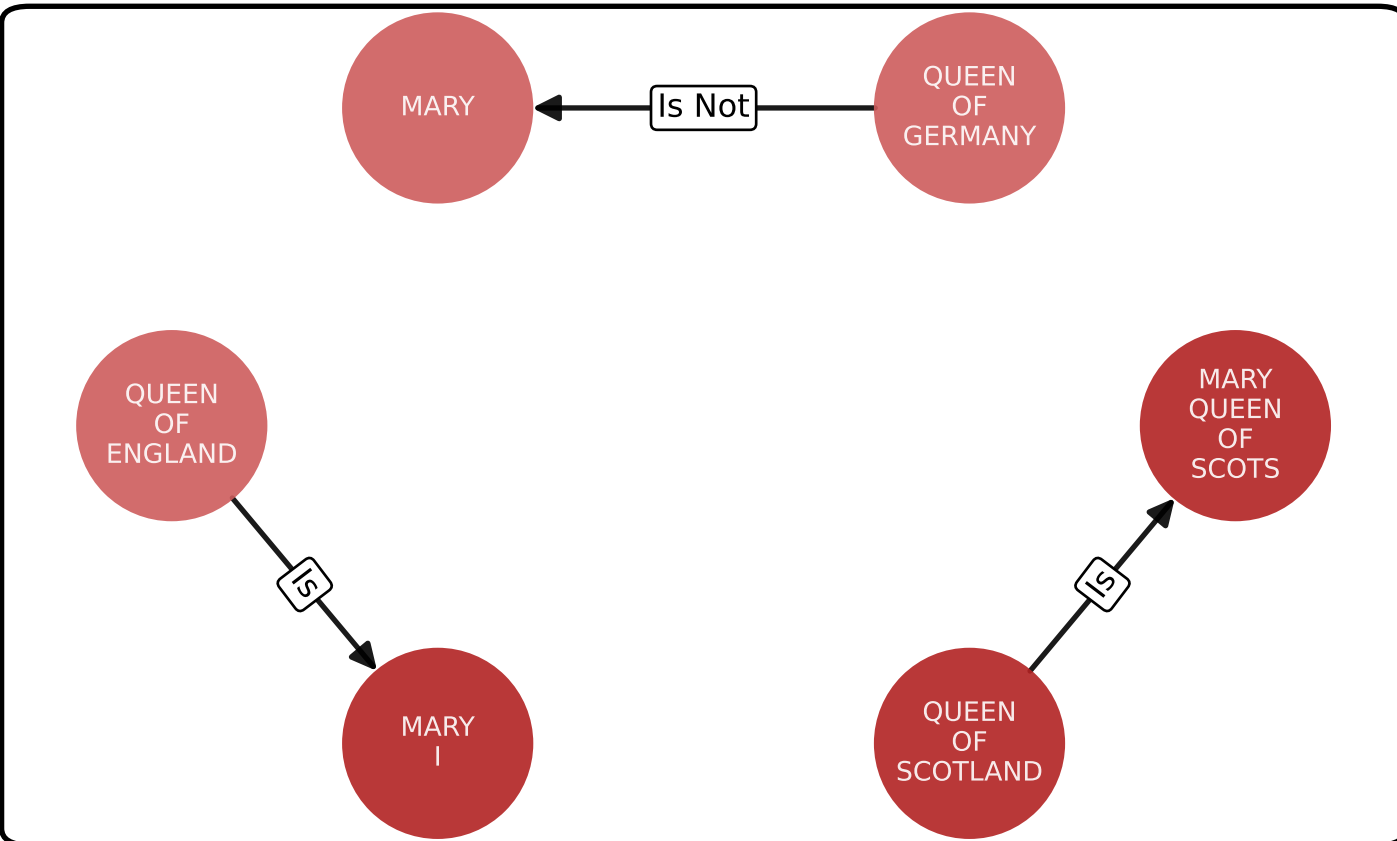 MARY
Is Not
QUEEN
OF
GERMANY
QUEEN
OF
ENGLAND
MARY
QUEEN
OF
SCOTS
Is
Is
MARY
I
QUEEN
OF
SCOTLAND